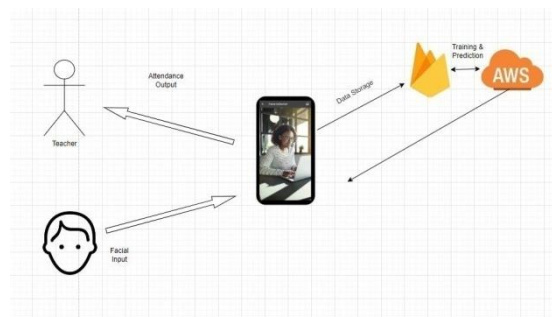 Training &
Prediction
AWS
Attendance
Output
Data Storage
Teacher
Facial
Input